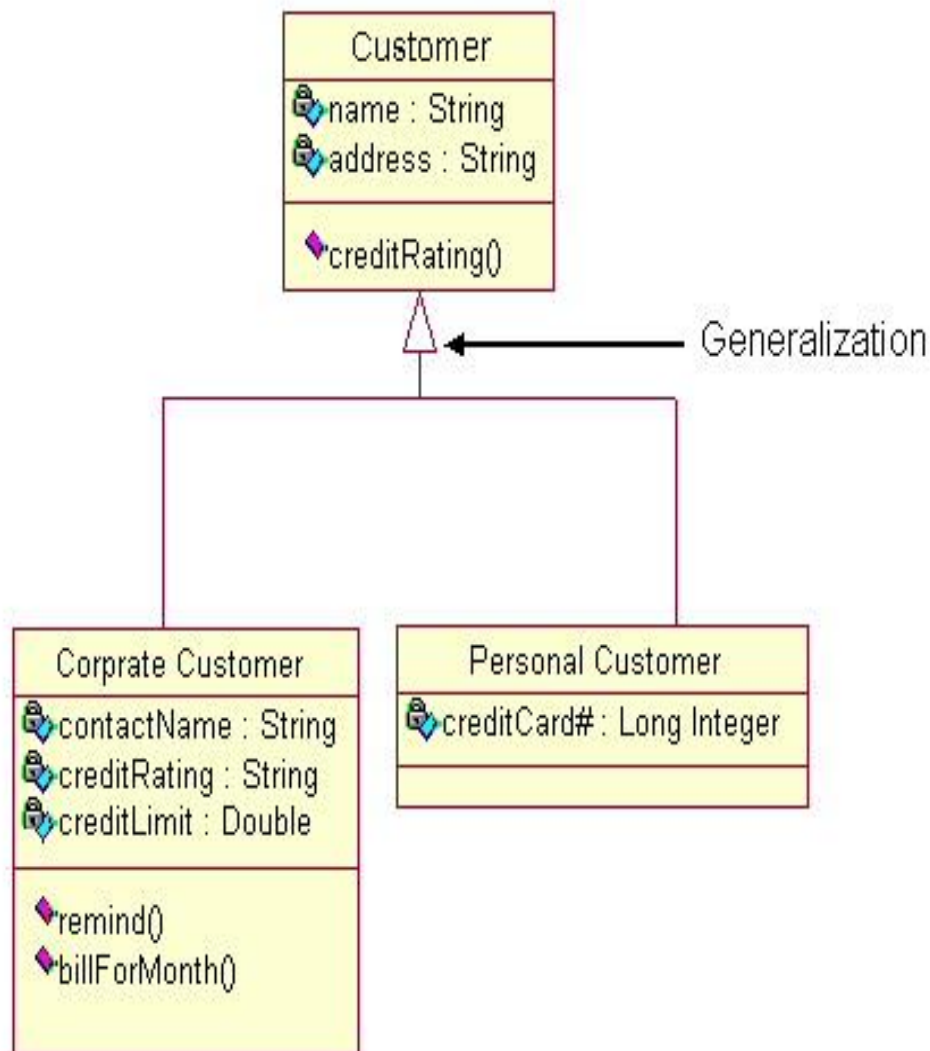 Customer
name : String
address : String
creditRating()
Generalization
Corprate Customer
contactName : String
creditRating : String
creditLimit : Double
remind()
billForMonth()
Personal Customer
creditCard# : Long Integer